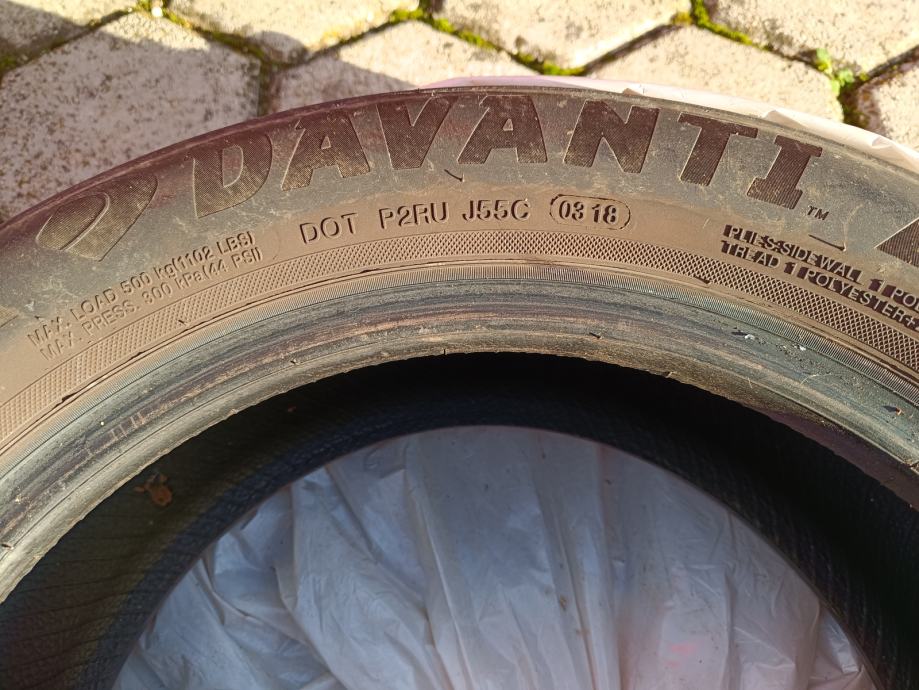 DAVANTI™
DOT P2RU J55C 0318
MAX. LOAD 500 kg(1102 LBS)
MAX. PRESS. 300 kPa(44 PSI)
PLIES:SIDEWALL 1
TREAD 1 POLYESTER